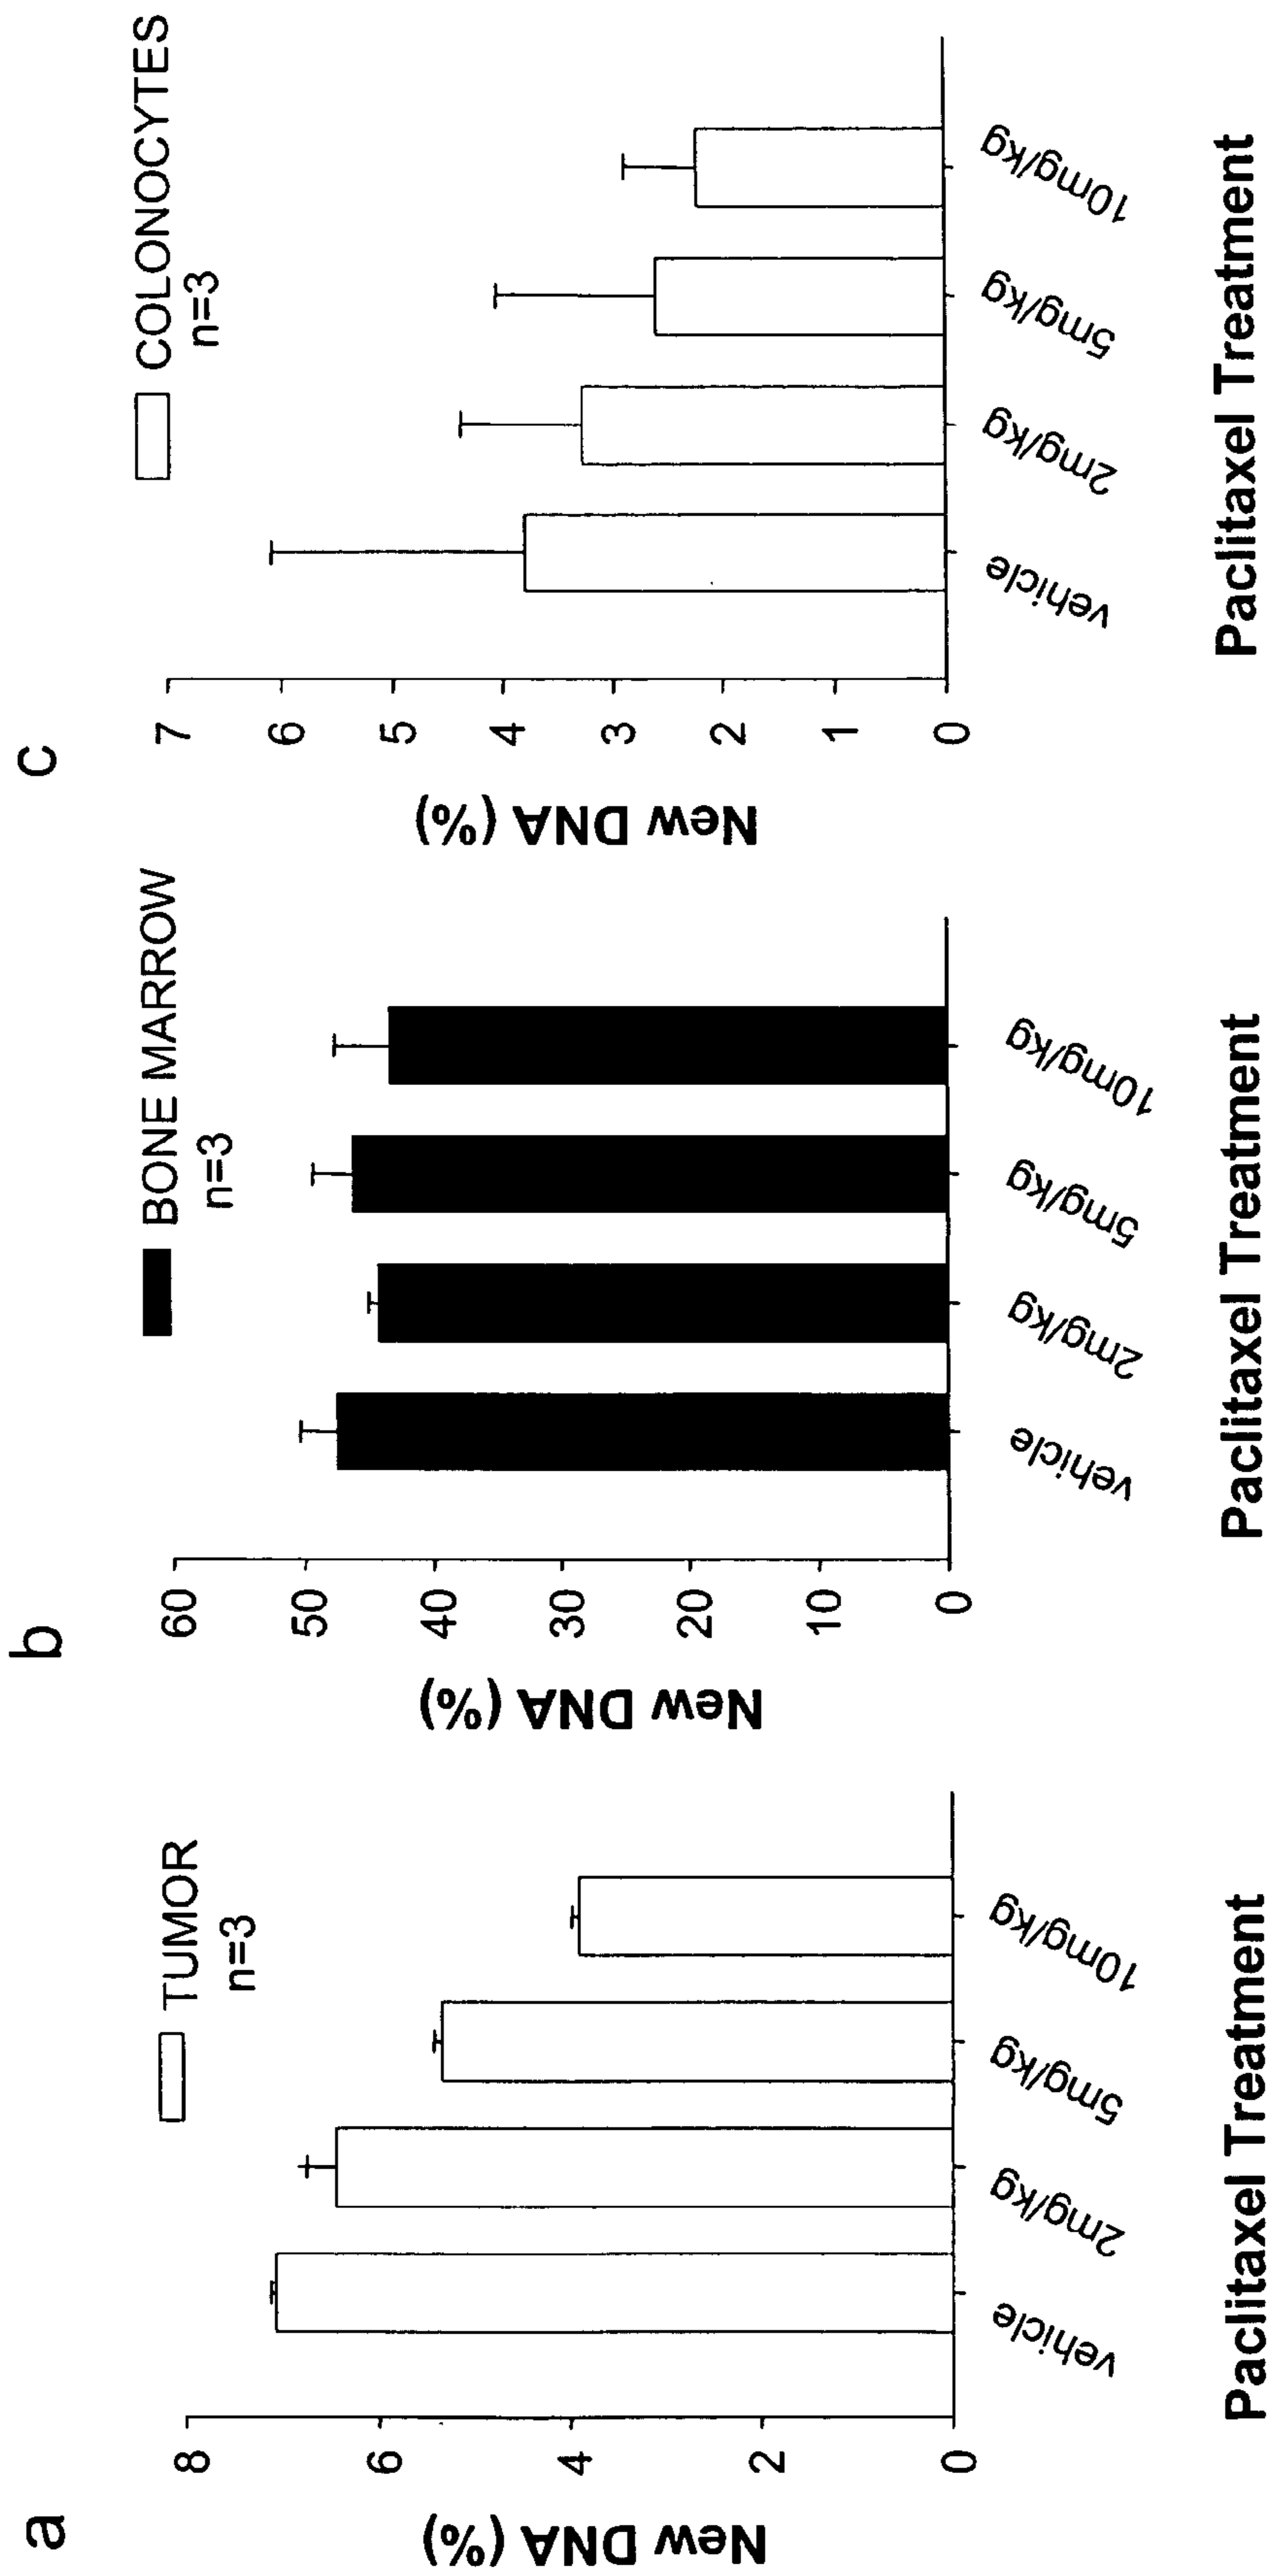 a
TUMOR
n=3
New DNA (%)
8
6
4
2
0
vehicle
2mg/kg
5mg/kg
10mg/kg
Paclitaxel Treatment
b
BONE MARROW
n=3
New DNA (%)
60
50
40
30
20
10
0
vehicle
2mg/kg
5mg/kg
10mg/kg
Paclitaxel Treatment
c
COLONOCYTES
n=3
New DNA (%)
7
6
5
4
3
2
1
0
vehicle
2mg/kg
5mg/kg
10mg/kg
Paclitaxel Treatment